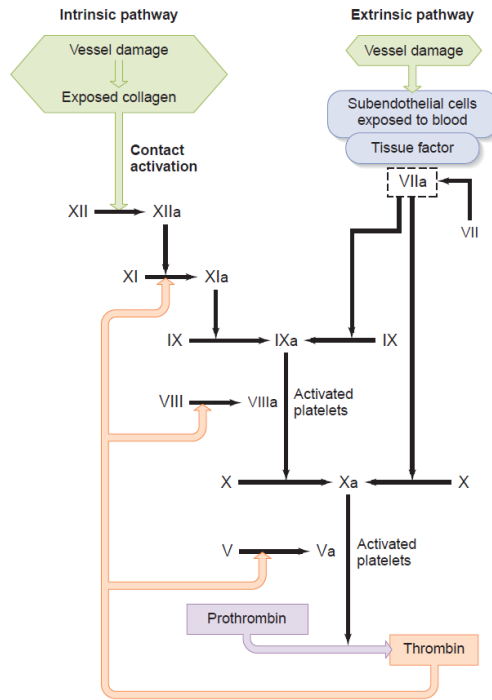 Intrinsic pathway
Extrinsic pathway
Vessel damage
Exposed collagen
Vessel damage
Subendothelial cells
exposed to blood
Tissue factor
Contact
activation
VIIa
VII
XII
XIIa
XI
XIa
IX
IXa
IX
VIII
VIIIa
Activated
platelets
X
Xa
X
V
Va
Activated
platelets
Prothrombin
Thrombin